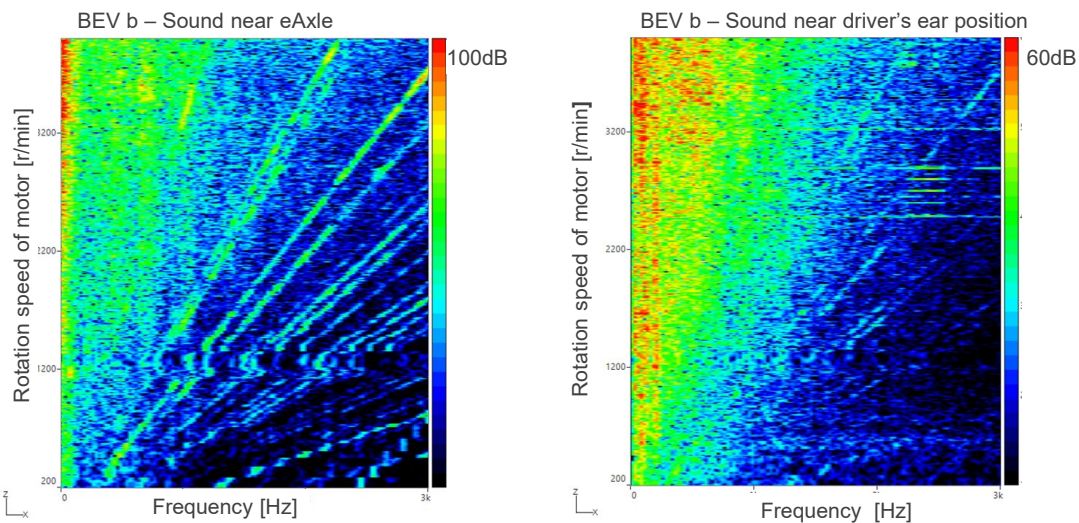 BEV b – Sound near eAxle
100dB
Rotation speed of motor [r/min]
3200
2200
1200
200
0
3k
Frequency [Hz]
z
x
BEV b – Sound near driver's ear position
60dB
Rotation speed of motor [r/min]
3200
2200
1200
200
0
3k
Frequency [Hz]
z
x